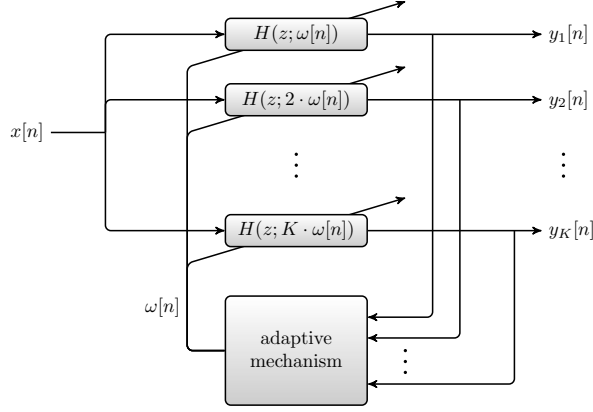 H(z; ω[n])
y₁[n]
H(z; 2 · ω[n])
y₂[n]
x[n]
⋮
⋮
H(z; K · ω[n])
y_K[n]
ω[n]
adaptive
mechanism
⋮